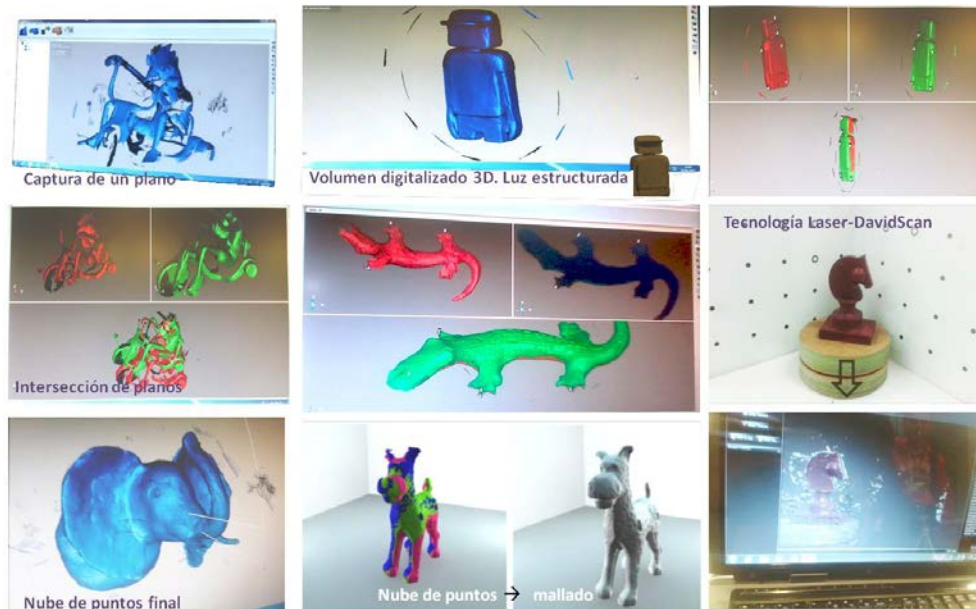 Captura de un plano
Volumen digitalizado 3D. Luz estructurada
Tecnología Laser-DavidScan
Intersección de planos
Nube de puntos final
Nube de puntos → mallado